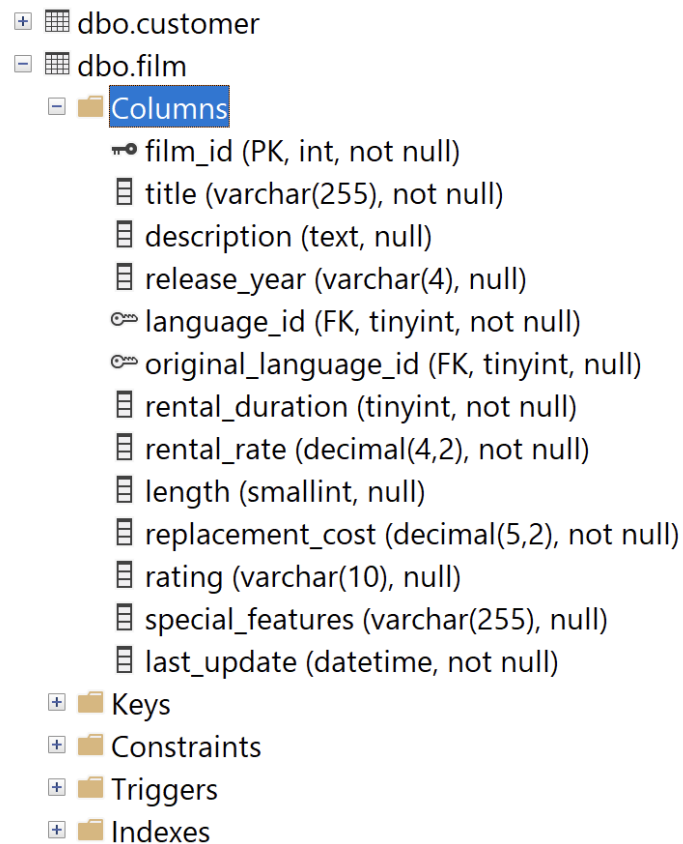 dbo.customer
dbo.film
Columns
film_id (PK, int, not null)
title (varchar(255), not null)
description (text, null)
release_year (varchar(4), null)
language_id (FK, tinyint, not null)
original_language_id (FK, tinyint, null)
rental_duration (tinyint, not null)
rental_rate (decimal(4,2), not null)
length (smallint, null)
replacement_cost (decimal(5,2), not null)
rating (varchar(10), null)
special_features (varchar(255), null)
last_update (datetime, not null)
Keys
Constraints
Triggers
Indexes